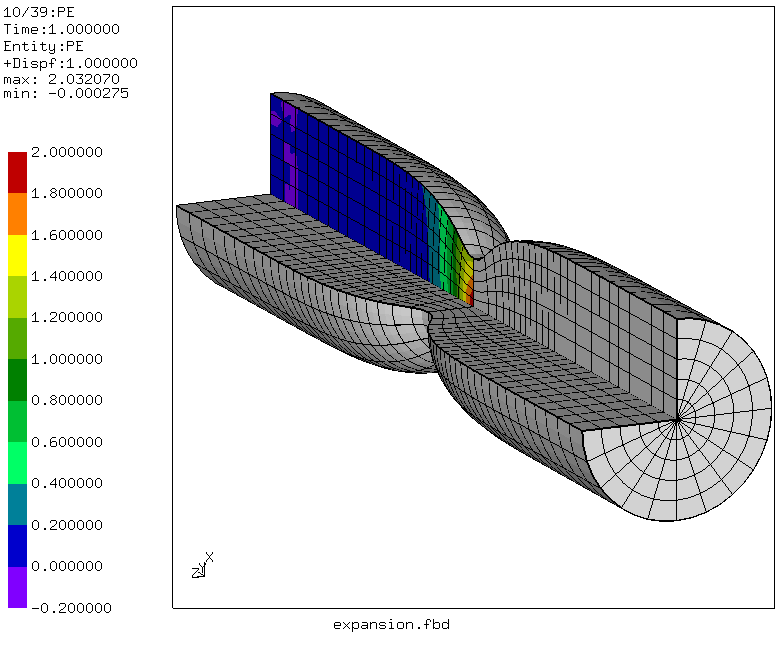 10/39:PE
Time:1.000000
Entity:PE
+Dispf:1.000000
max: 2.032070
min: -0.000275
2.000000
1.800000
1.600000
1.400000
1.200000
1.000000
0.800000
0.600000
0.400000
0.200000
0.000000
-0.200000
X
Y
Z
expansion.fbd